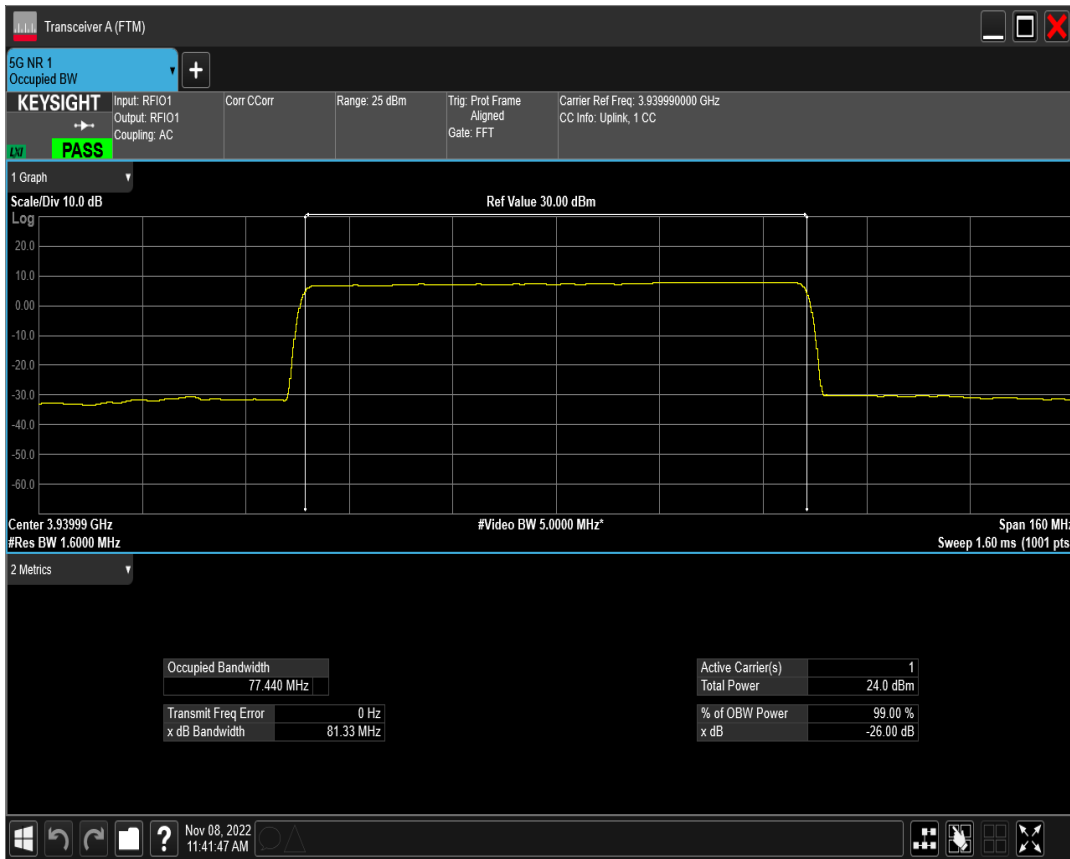 Transceiver A (FTM)
5G NR 1
Occupied BW
+
KEYSIGHT
LXI
PASS
Input: RFIO1
Output: RFIO1
Coupling: AC
Corr CCorr
Range: 25 dBm
Trig: Prot Frame
Aligned
Gate: FFT
Carrier Ref Freq: 3.939990000 GHz
CC Info: Uplink, 1 CC
1 Graph
Scale/Div 10.0 dB
Ref Value 30.00 dBm
Log
20.0
10.0
0.00
-10.0
-20.0
-30.0
-40.0
-50.0
-60.0
Center 3.93999 GHz
#Video BW 5.0000 MHz*
Span 160 MHz
#Res BW 1.6000 MHz
Sweep 1.60 ms (1001 pts
2 Metrics
Occupied Bandwidth
77.440 MHz
Transmit Freq Error 0 Hz
x dB Bandwidth 81.33 MHz
Active Carrier(s) 1
Total Power 24.0 dBm
% of OBW Power 99.00 %
x dB -26.00 dB
?
Nov 08, 2022
11:41:47 AM